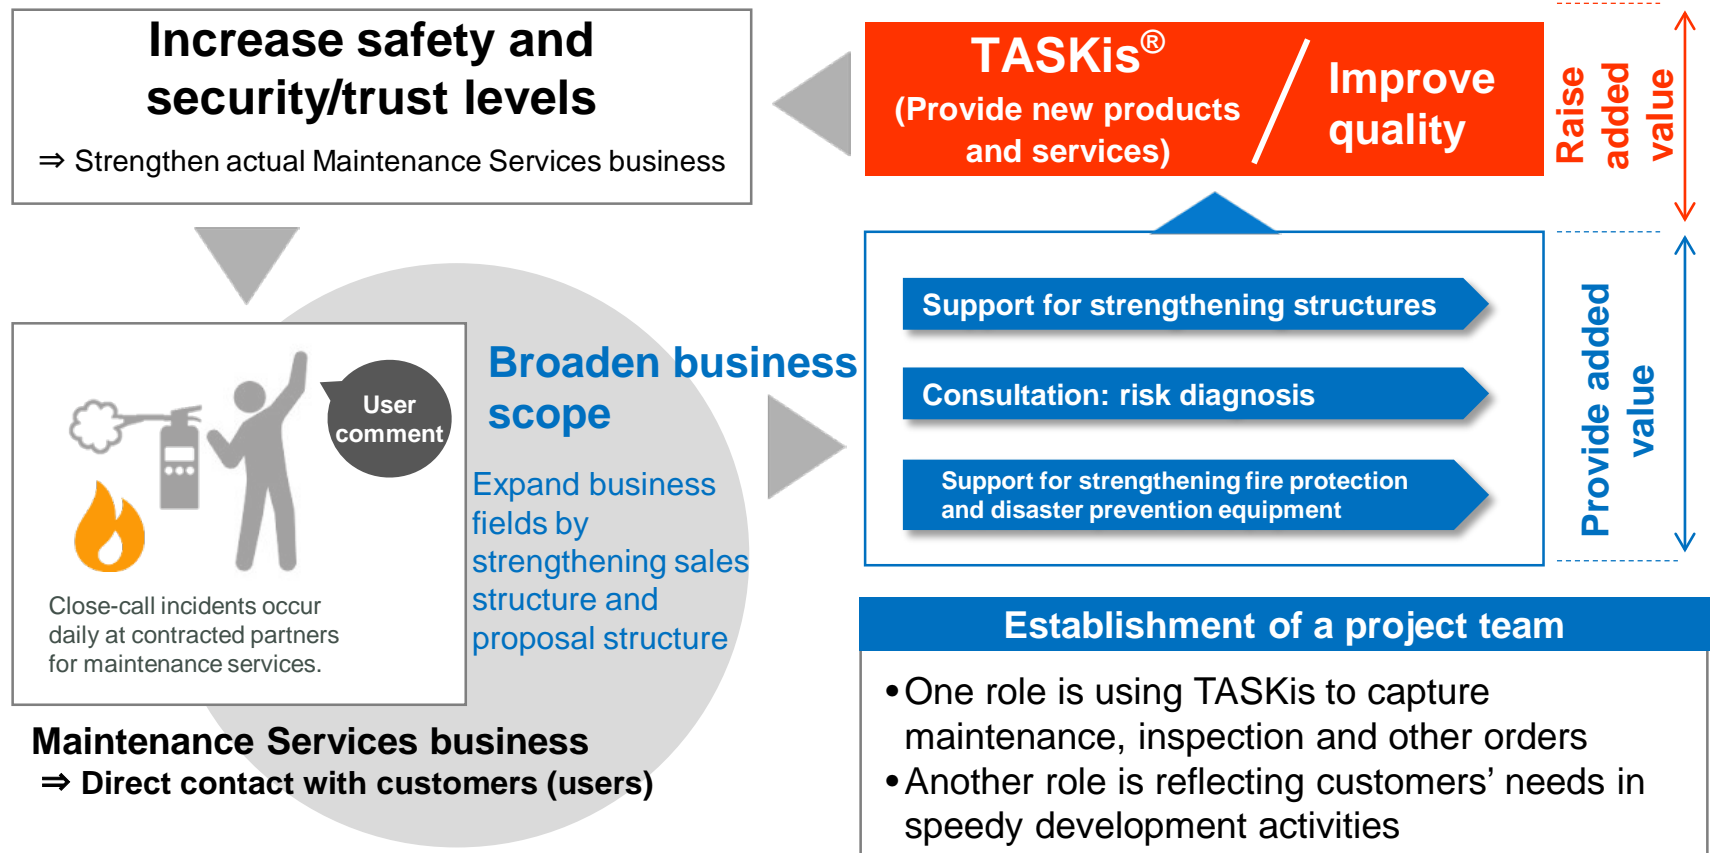 Increase safety and
security/trust levels
⇒ Strengthen actual Maintenance Services business
TASKis®
(Provide new products
and services)
Improve
quality
Raise
added
value
User
comment
Close-call incidents occur
daily at contracted partners
for maintenance services.
Broaden business
scope
Expand business
fields by
strengthening sales
structure and
proposal structure
Maintenance Services business
⇒ Direct contact with customers (users)
Support for strengthening structures
Consultation: risk diagnosis
Support for strengthening fire protection
and disaster prevention equipment
Provide added
value
Establishment of a project team
•One role is using TASKis to capture
maintenance, inspection and other orders
•Another role is reflecting customers’ needs in
speedy development activities